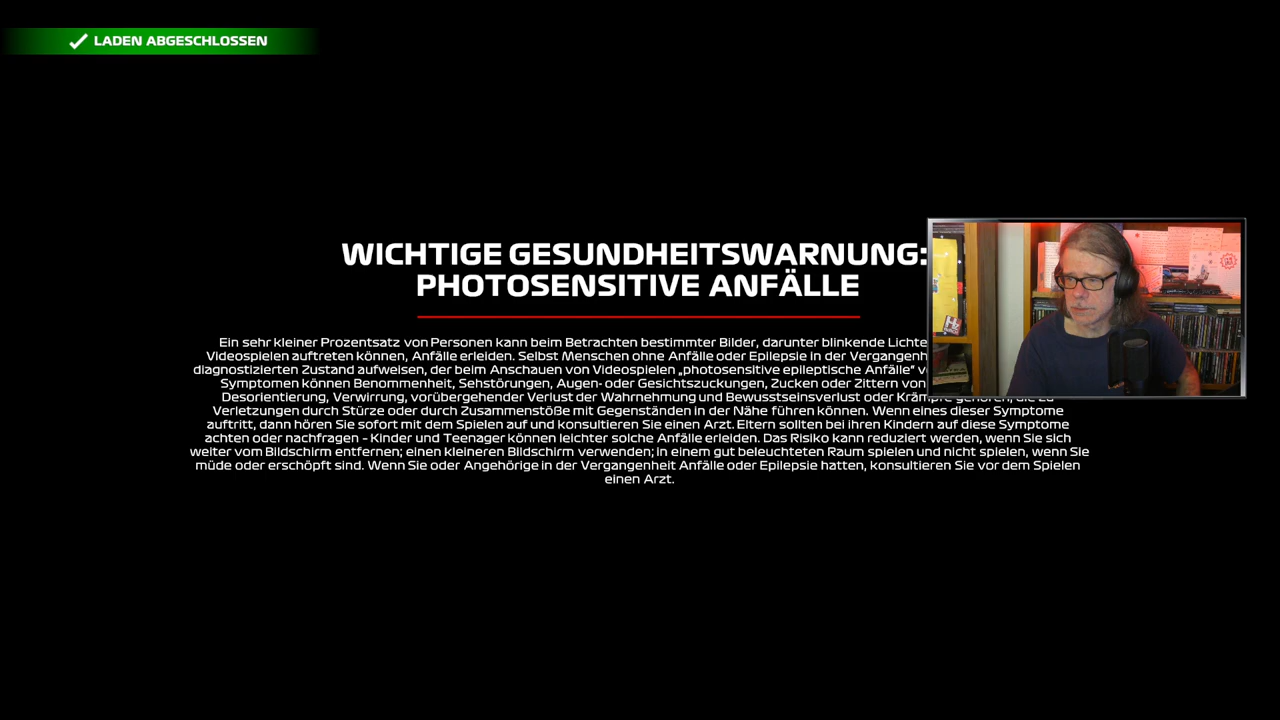 LADEN ABGESCHLOSSEN
WICHTIGE GESUNDHEITSWARNUNG:
PHOTOSENSITIVE ANFÄLLE
Ein sehr kleiner Prozentsatz von Personen kann beim Betrachten bestimmter Bilder, darunter blinkende Lichte
Videospielen auftreten können, Anfälle erleiden. Selbst Menschen ohne Anfälle oder Epilepsie in der Vergangenh
diagnostizierten Zustand aufweisen, der beim Anschauen von Videospielen „photosensitive epileptische Anfälle“ v
Symptomen können Benommenheit, Sehstörungen, Augen- oder Gesichtszuckungen, Zucken oder Zittern von
Desorientierung, Verwirrung, vorübergehender Verlust der Wahrnehmung und Bewusstseinsverlust oder Krämpfe gehören, die zu
Verletzungen durch Stürze oder durch Zusammenstöße mit Gegenständen in der Nähe führen können. Wenn eines dieser Symptome
auftritt, dann hören Sie sofort mit dem Spielen auf und konsultieren Sie einen Arzt. Eltern sollten bei ihren Kindern auf diese Symptome
achten oder nachfragen - Kinder und Teenager können leichter solche Anfälle erleiden. Das Risiko kann reduziert werden, wenn Sie sich
weiter vom Bildschirm entfernen; einen kleineren Bildschirm verwenden; in einem gut beleuchteten Raum spielen und nicht spielen, wenn Sie
müde oder erschöpft sind. Wenn Sie oder Angehörige in der Vergangenheit Anfälle oder Epilepsie hatten, konsultieren Sie vor dem Spielen
einen Arzt.